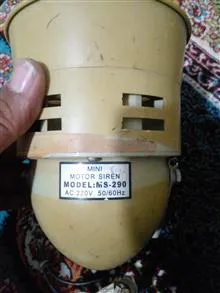 MINI
MOTOR SIREN
MODEL:MS-290
AC 220V 50/60Hz